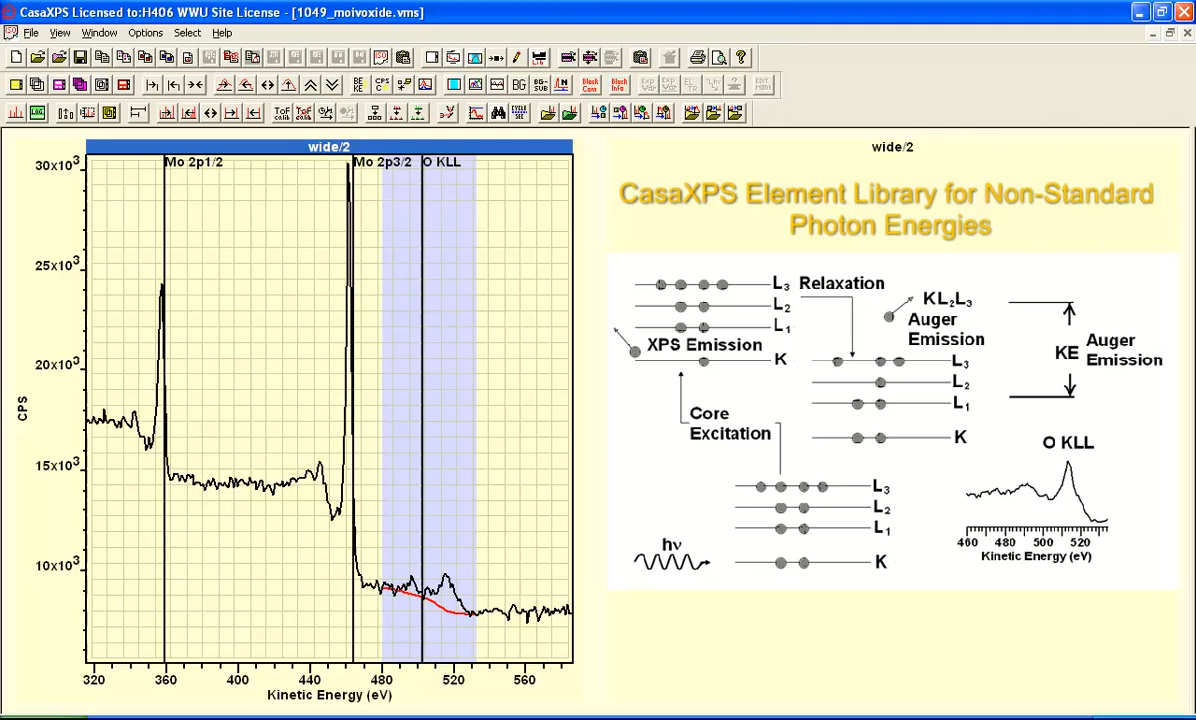 CasaXPS Licensed to:H406 WWU Site License - [1049_moivoxide.vms]
File View Window Options Select Help
wide/2
Mo 2p1/2
Mo 2p3/2
O KLL
30x10³
25x10³
20x10³
15x10³
10x10³
CPS
320 360 400 440 480 520 560
Kinetic Energy (eV)
wide/2
CasaXPS Element Library for Non-Standard
Photon Energies
L₃ Relaxation
L₂
L₁
XPS Emission
K
KL₂L₃
Auger
Emission
L₃
L₂
L₁
K
KE
Auger
Emission
Core
Excitation
L₃
L₂
L₁
K
hν
O KLL
460 480 500 520
Kinetic Energy (eV)